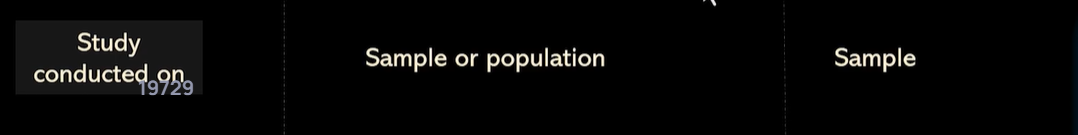 Study
conducted on
19729
Sample or population
Sample